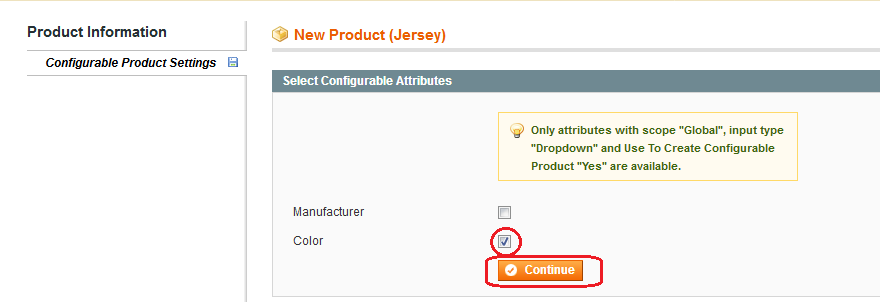 Product Information
Configurable Product Settings
New Product (Jersey)
Select Configurable Attributes
Only attributes with scope "Global", input type
"Dropdown" and Use To Create Configurable
Product "Yes" are available.
Manufacturer
Color
Continue